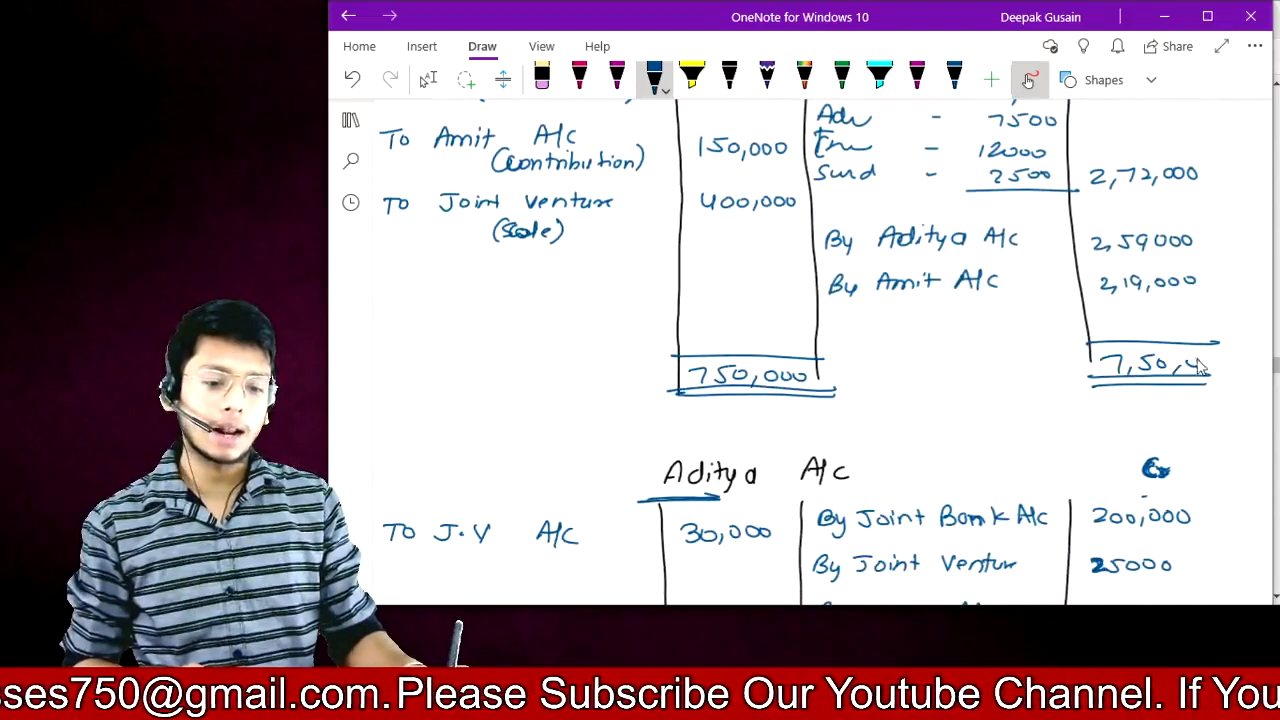 OneNote for Windows 10
Deepak Gusain
Home Insert Draw View Help
Share
Shapes
To Amit A/c 150,000
(Contribution)
To Joint Venture 400,000
(Sale)
750,000
Adv - 7500
- 12000
Sund - 2500 2,72,000
By Aditya A/c 2,59000
By Amit A/c 2,19,000
7,50,
Aditya A/c
To J.V A/c 30,000
By Joint Bank A/c 200,000
By Joint Venture 25000
sses750@gmail.com. Please Subscribe Our Youtube Channel. If You